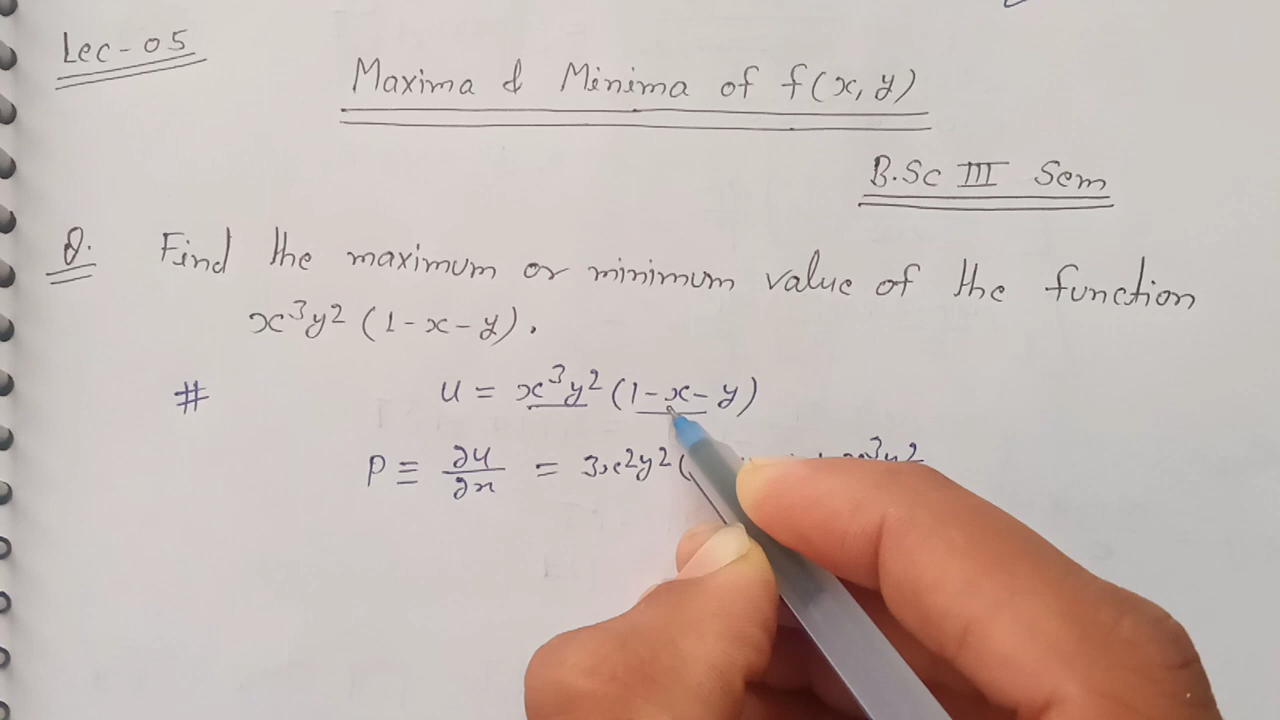 Lec-05
Maxima & Minima of f(x,y)
B.Sc III Sem
Q. Find the maximum or minimum value of the function
x³y² (1-x-y).
# u = x³y² (1-x-y)
P ≡ ∂u/∂x = 3x²y² ( x³y²